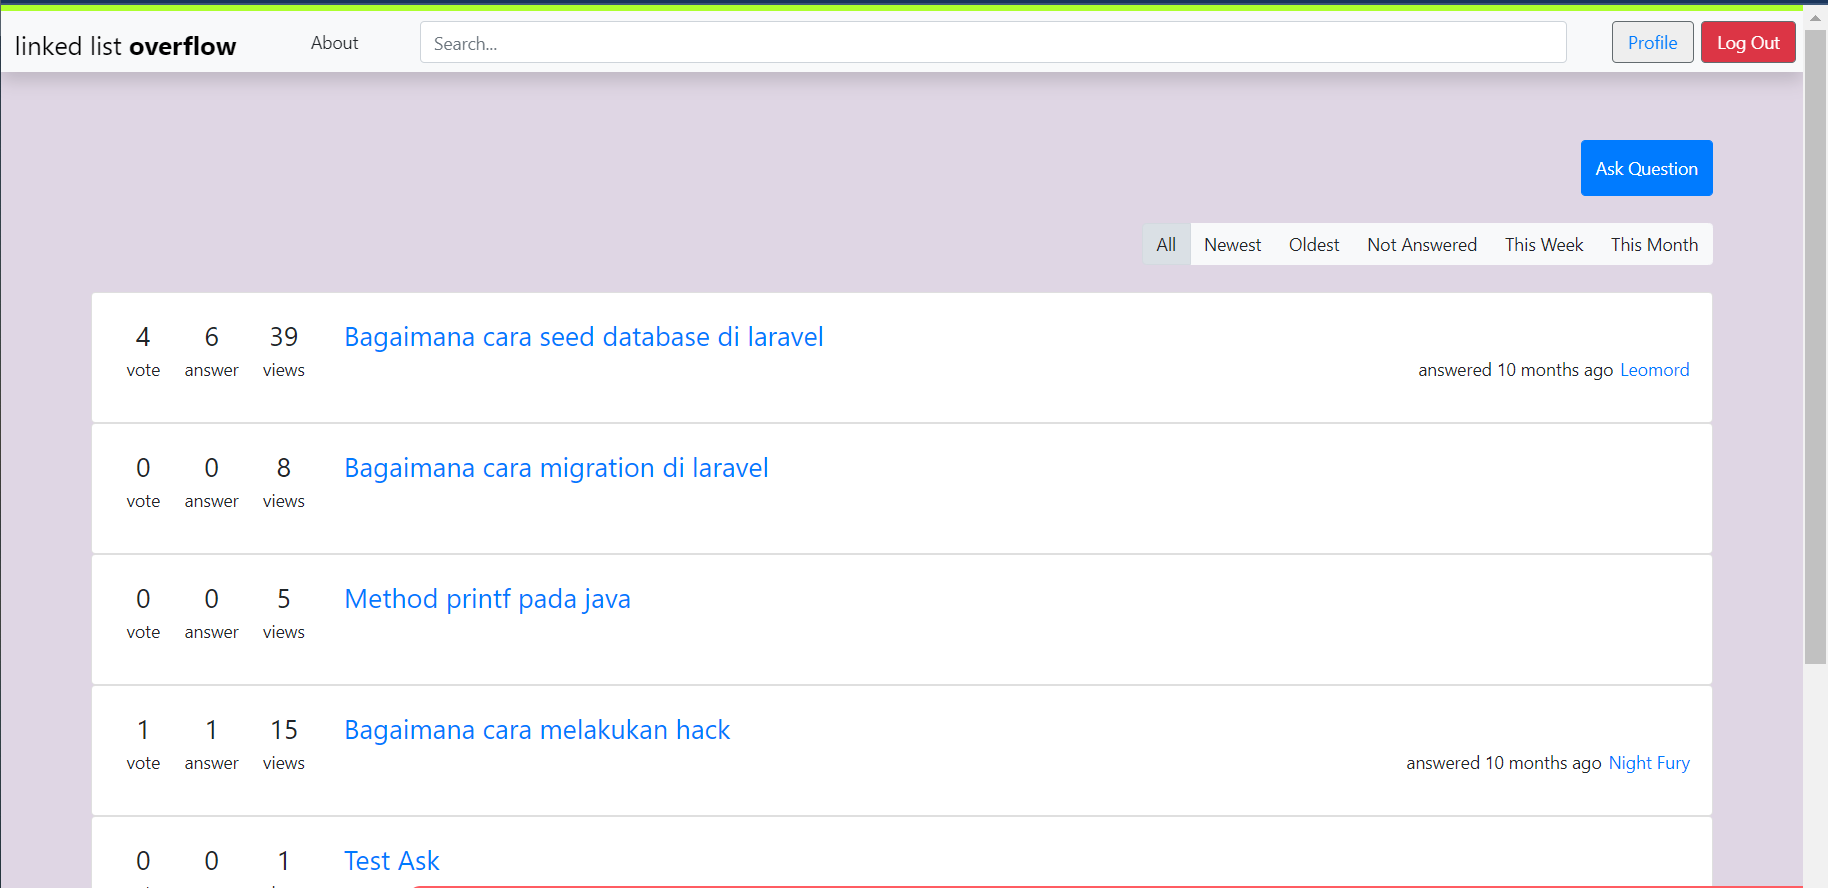 linked list overflow About Search... Profile Log Out
Ask Question
All Newest Oldest Not Answered This Week This Month
4 6 39 Bagaimana cara seed database di laravel
vote answer views answered 10 months ago Leomord
0 0 8 Bagaimana cara migration di laravel
vote answer views
0 0 5 Method printf pada java
vote answer views
1 1 15 Bagaimana cara melakukan hack
vote answer views answered 10 months ago Night Fury
0 0 1 Test Ask